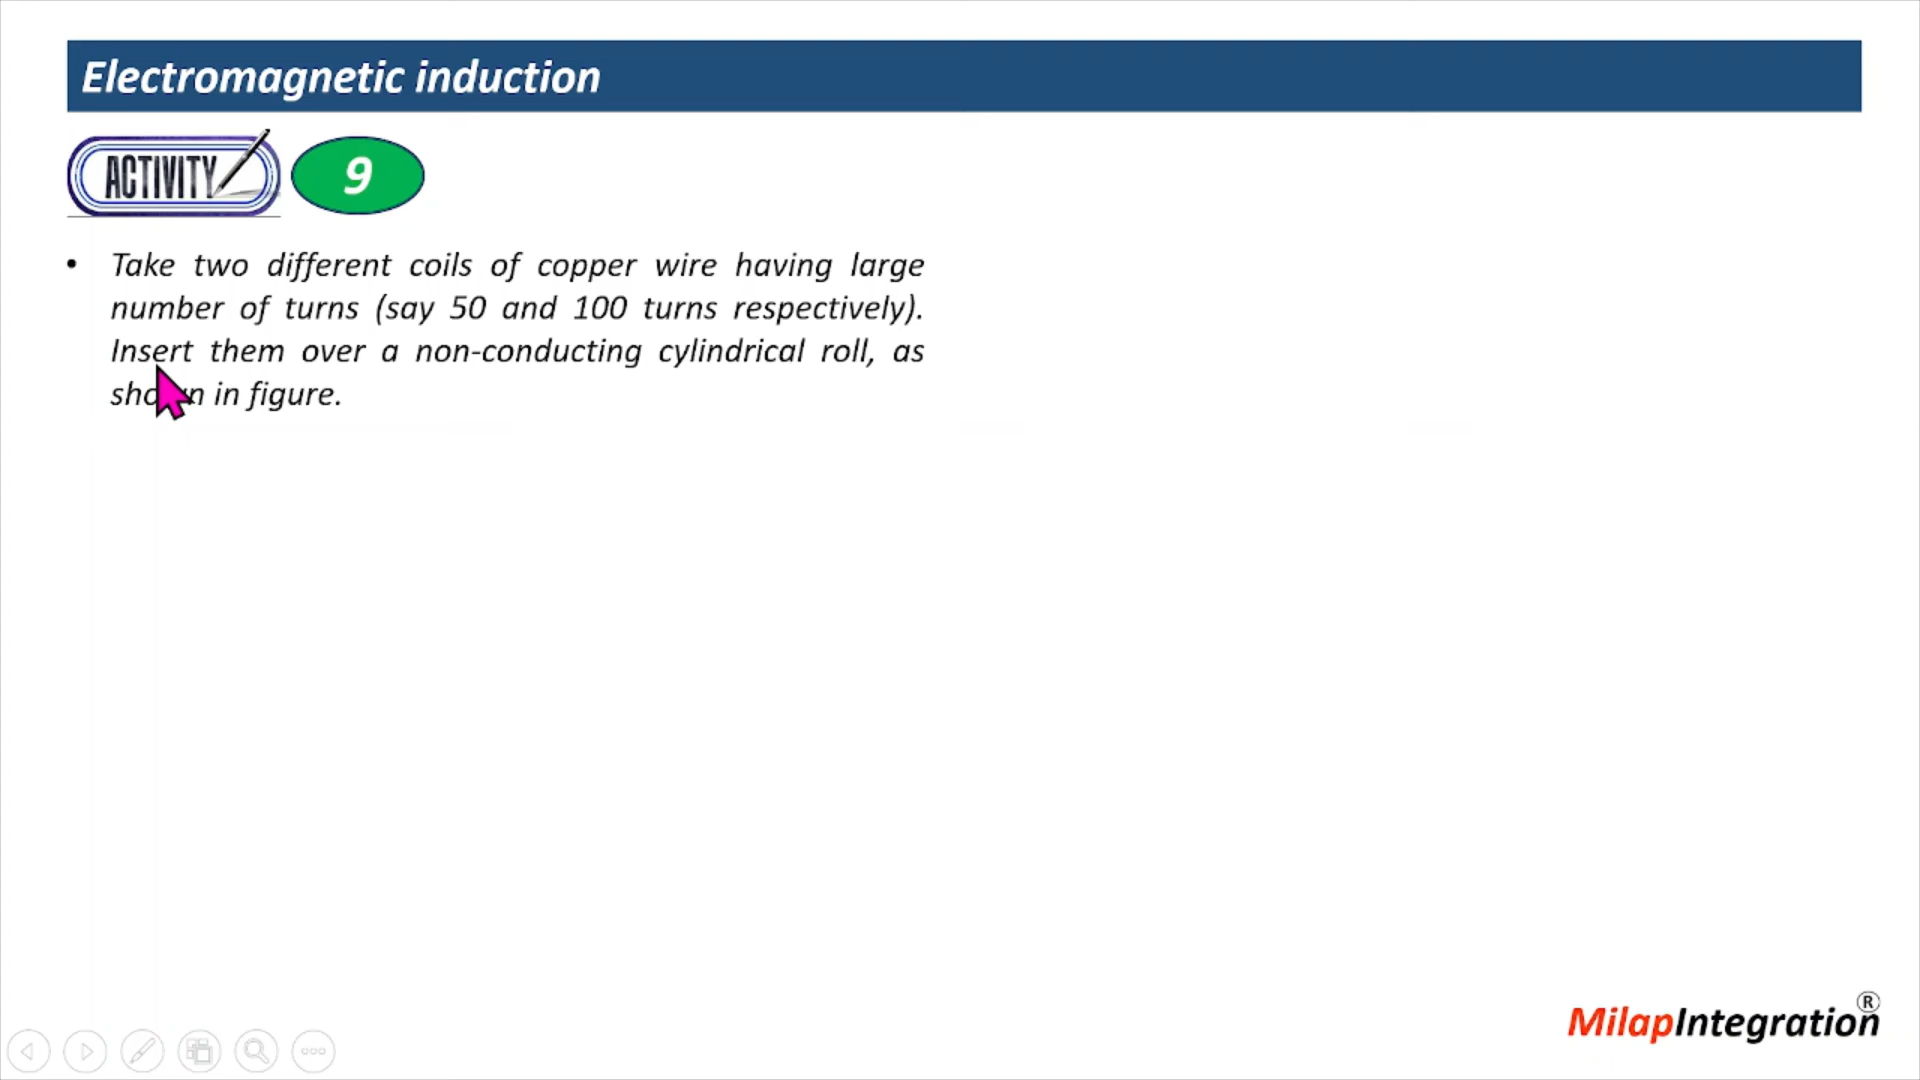 Electromagnetic induction
ACTIVITY 9
• Take two different coils of copper wire having large
number of turns (say 50 and 100 turns respectively).
Insert them over a non-conducting cylindrical roll, as
shown in figure.
MilapIntegration®